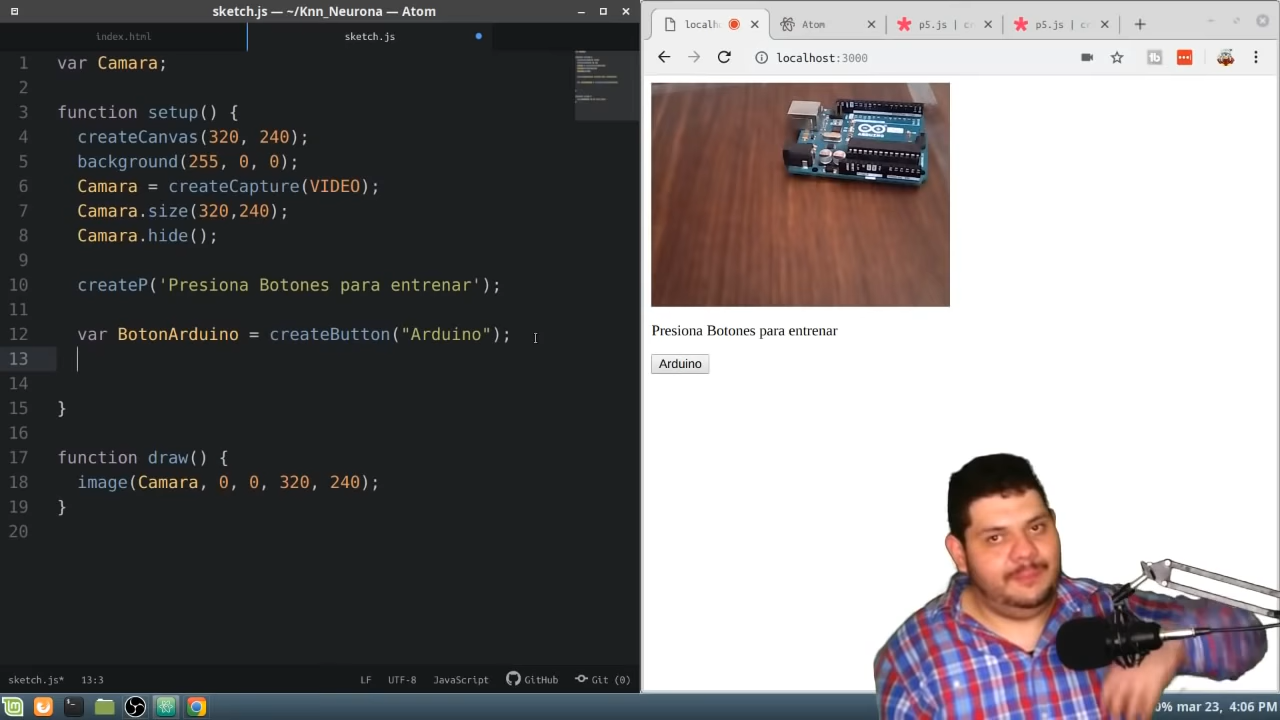 sketch.js — ~/Knn_Neurona — Atom
index.html
sketch.js
1 var Camara;
2
3 function setup() {
4 createCanvas(320, 240);
5 background(255, 0, 0);
6 Camara = createCapture(VIDEO);
7 Camara.size(320,240);
8 Camara.hide();
9
10 createP('Presiona Botones para entrenar');
11
12 var BotonArduino = createButton("Arduino");
13
14
15 }
16
17 function draw() {
18 image(Camara, 0, 0, 320, 240);
19 }
20
sketch.js* 13:3 LF UTF-8 JavaScript GitHub Git (0)
localh
Atom
p5.js | cr
p5.js | cr
localhost:3000
Presiona Botones para entrenar
Arduino
0% mar 23, 4:06 PM